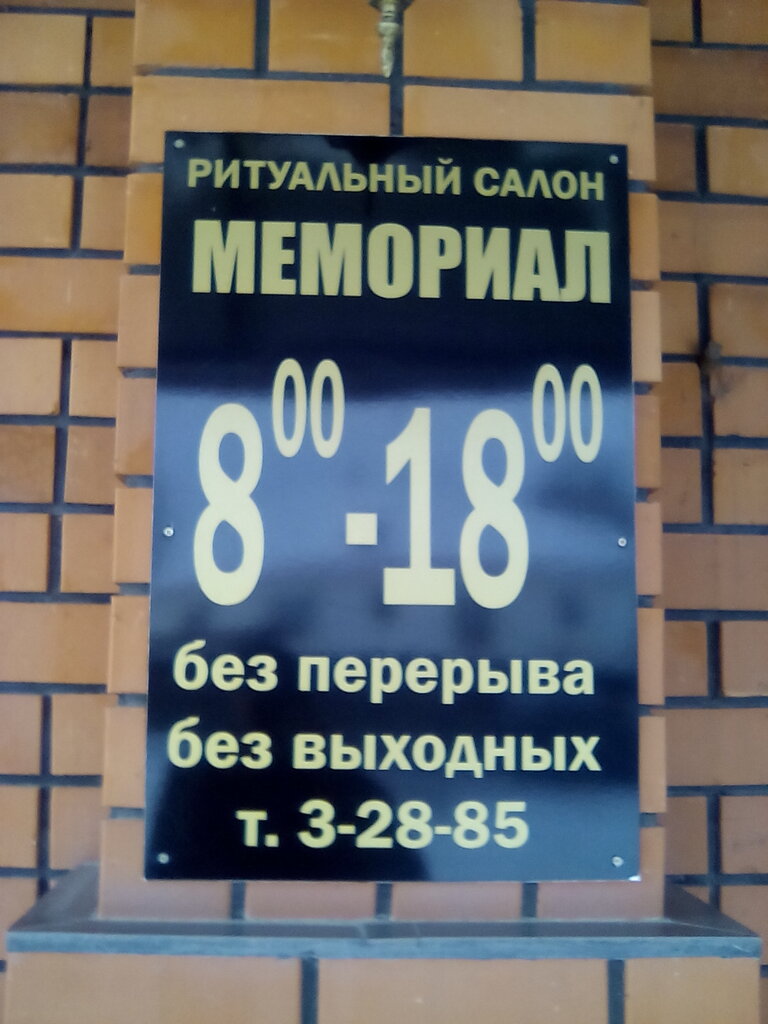 РИТУАЛЬНЫЙ САЛОН
МЕМОРИАЛ
8⁰⁰-18⁰⁰
без перерыва
без выходных
т. 3-28-85